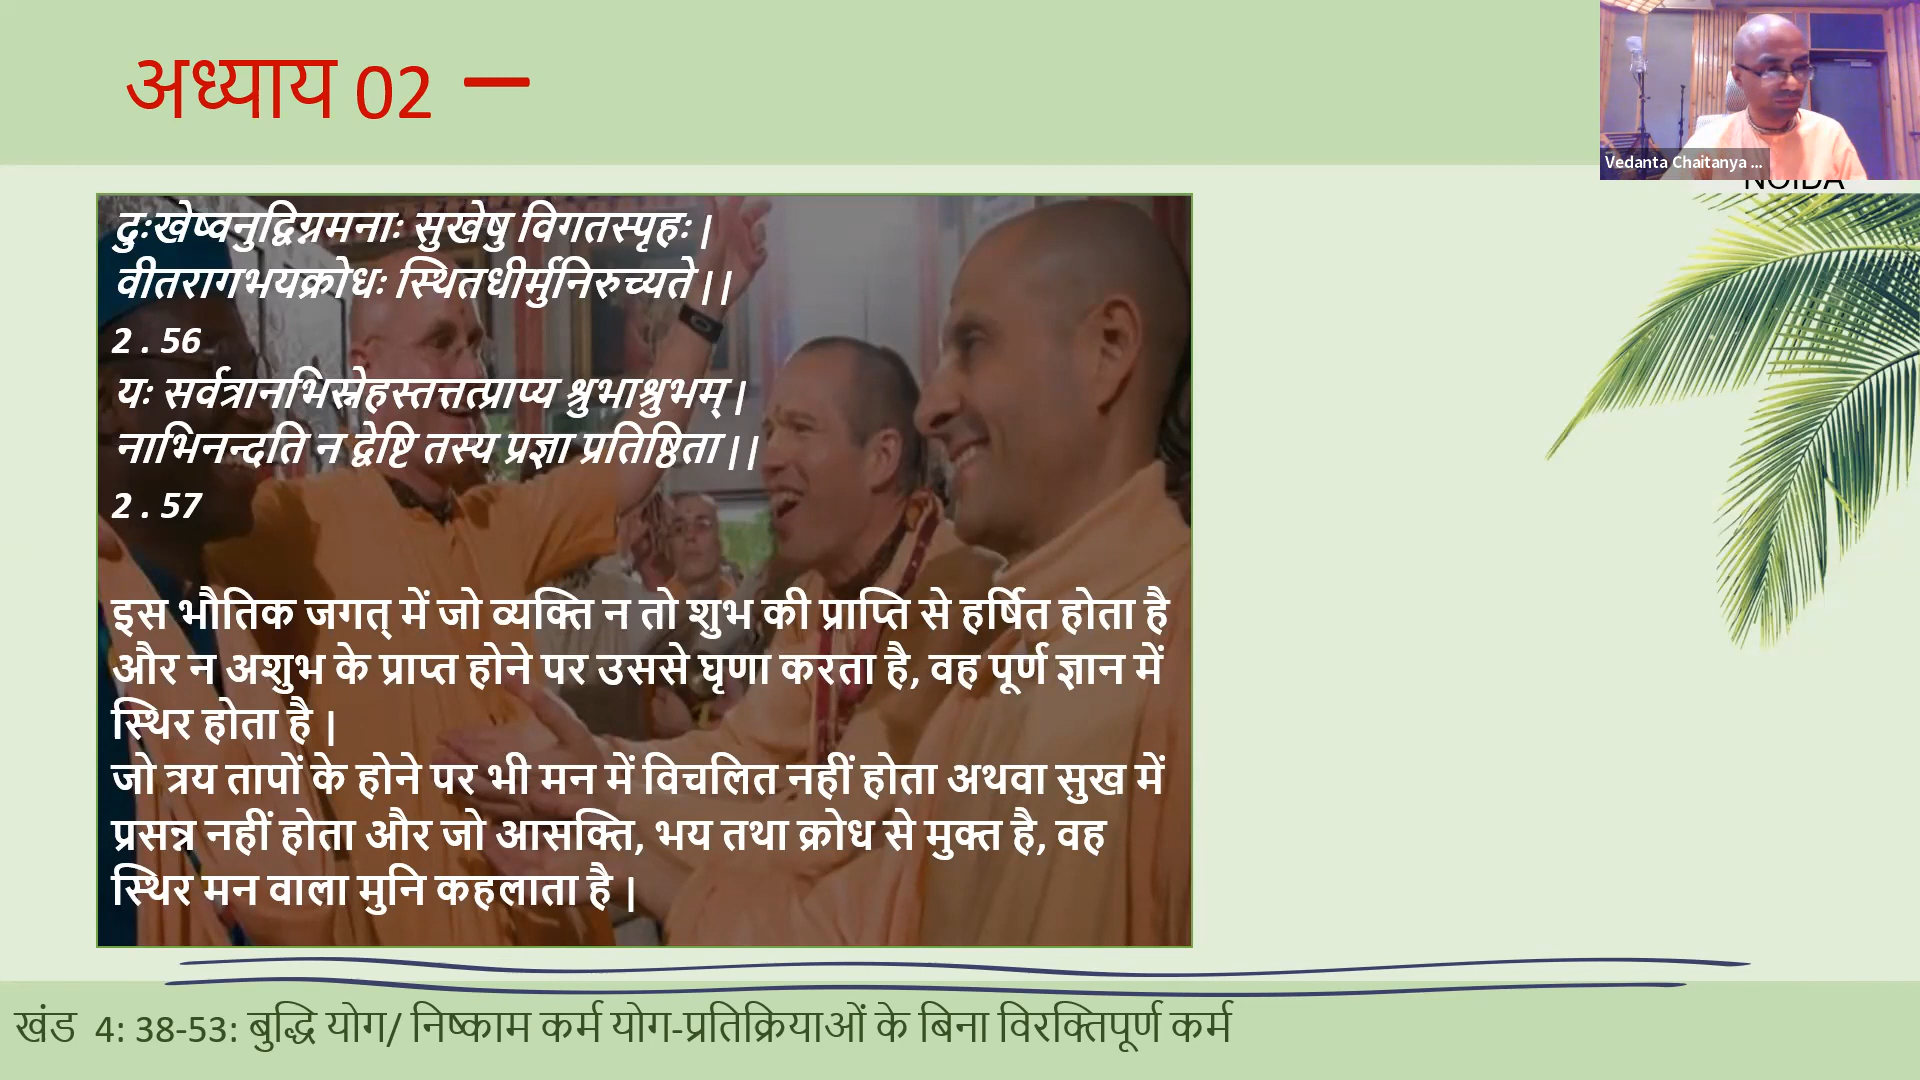 अध्याय 02 –
Vedanta Chaitanya ...
NOIDA
दुःखेष्वनुद्विग्नमनाः सुखेषु विगतस्पृहः |
वीतरागभयक्रोधः स्थितधीर्मुनिरुच्यते ||
2 . 56
यः सर्वत्रानभिस्नेहस्तत्तत्प्राप्य श्रुभाश्रुभम् |
नाभिनन्दति न द्वेष्टि तस्य प्रज्ञा प्रतिष्ठिता ||
2 . 57
इस भौतिक जगत् में जो व्यक्ति न तो शुभ की प्राप्ति से हर्षित होता है
और न अशुभ के प्राप्त होने पर उससे घृणा करता है, वह पूर्ण ज्ञान में
स्थिर होता है |
जो त्रय तापों के होने पर भी मन में विचलित नहीं होता अथवा सुख में
प्रसन्न नहीं होता और जो आसक्ति, भय तथा क्रोध से मुक्त है, वह
स्थिर मन वाला मुनि कहलाता है |
खंड 4: 38-53: बुद्धि योग/ निष्काम कर्म योग-प्रतिक्रियाओं के बिना विरक्तिपूर्ण कर्म